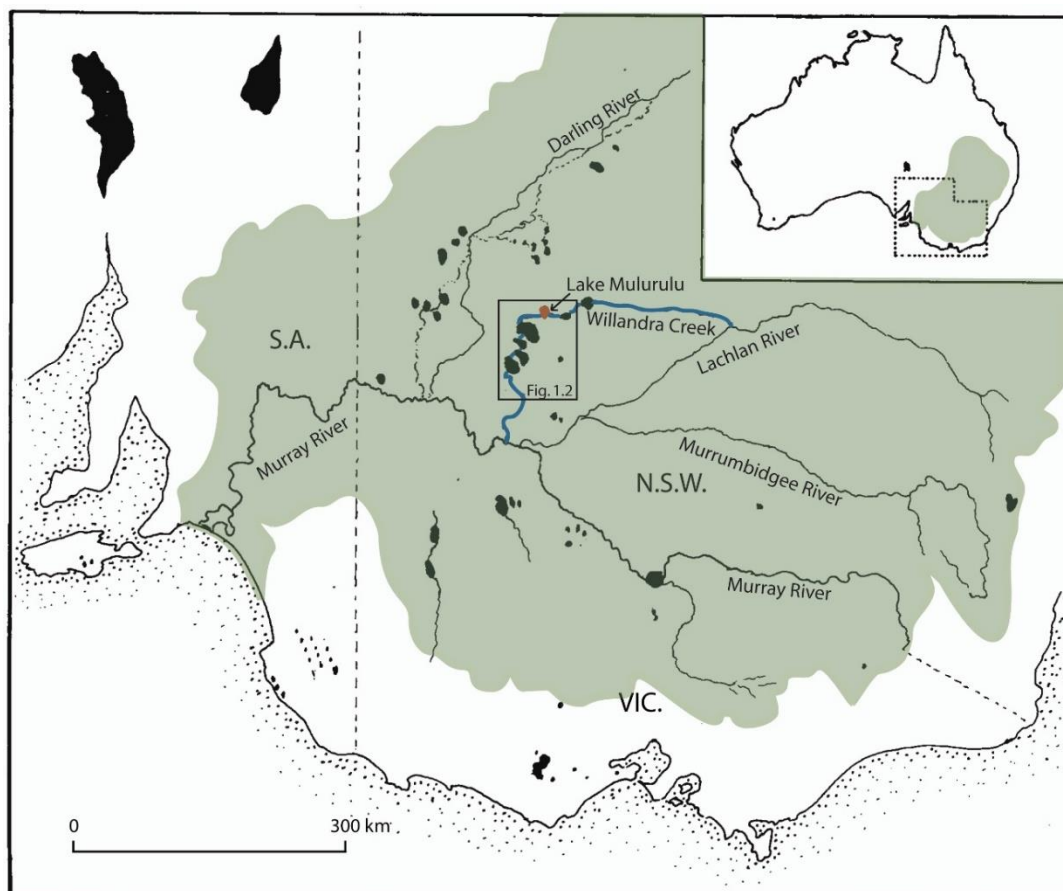 Darling River
Lake Mulurulu
Willandra Creek
S.A.
Lachlan River
Fig. 1.2
Murray River
Murrumbidgee River
N.S.W.
Murray River
VIC.
0
300 km